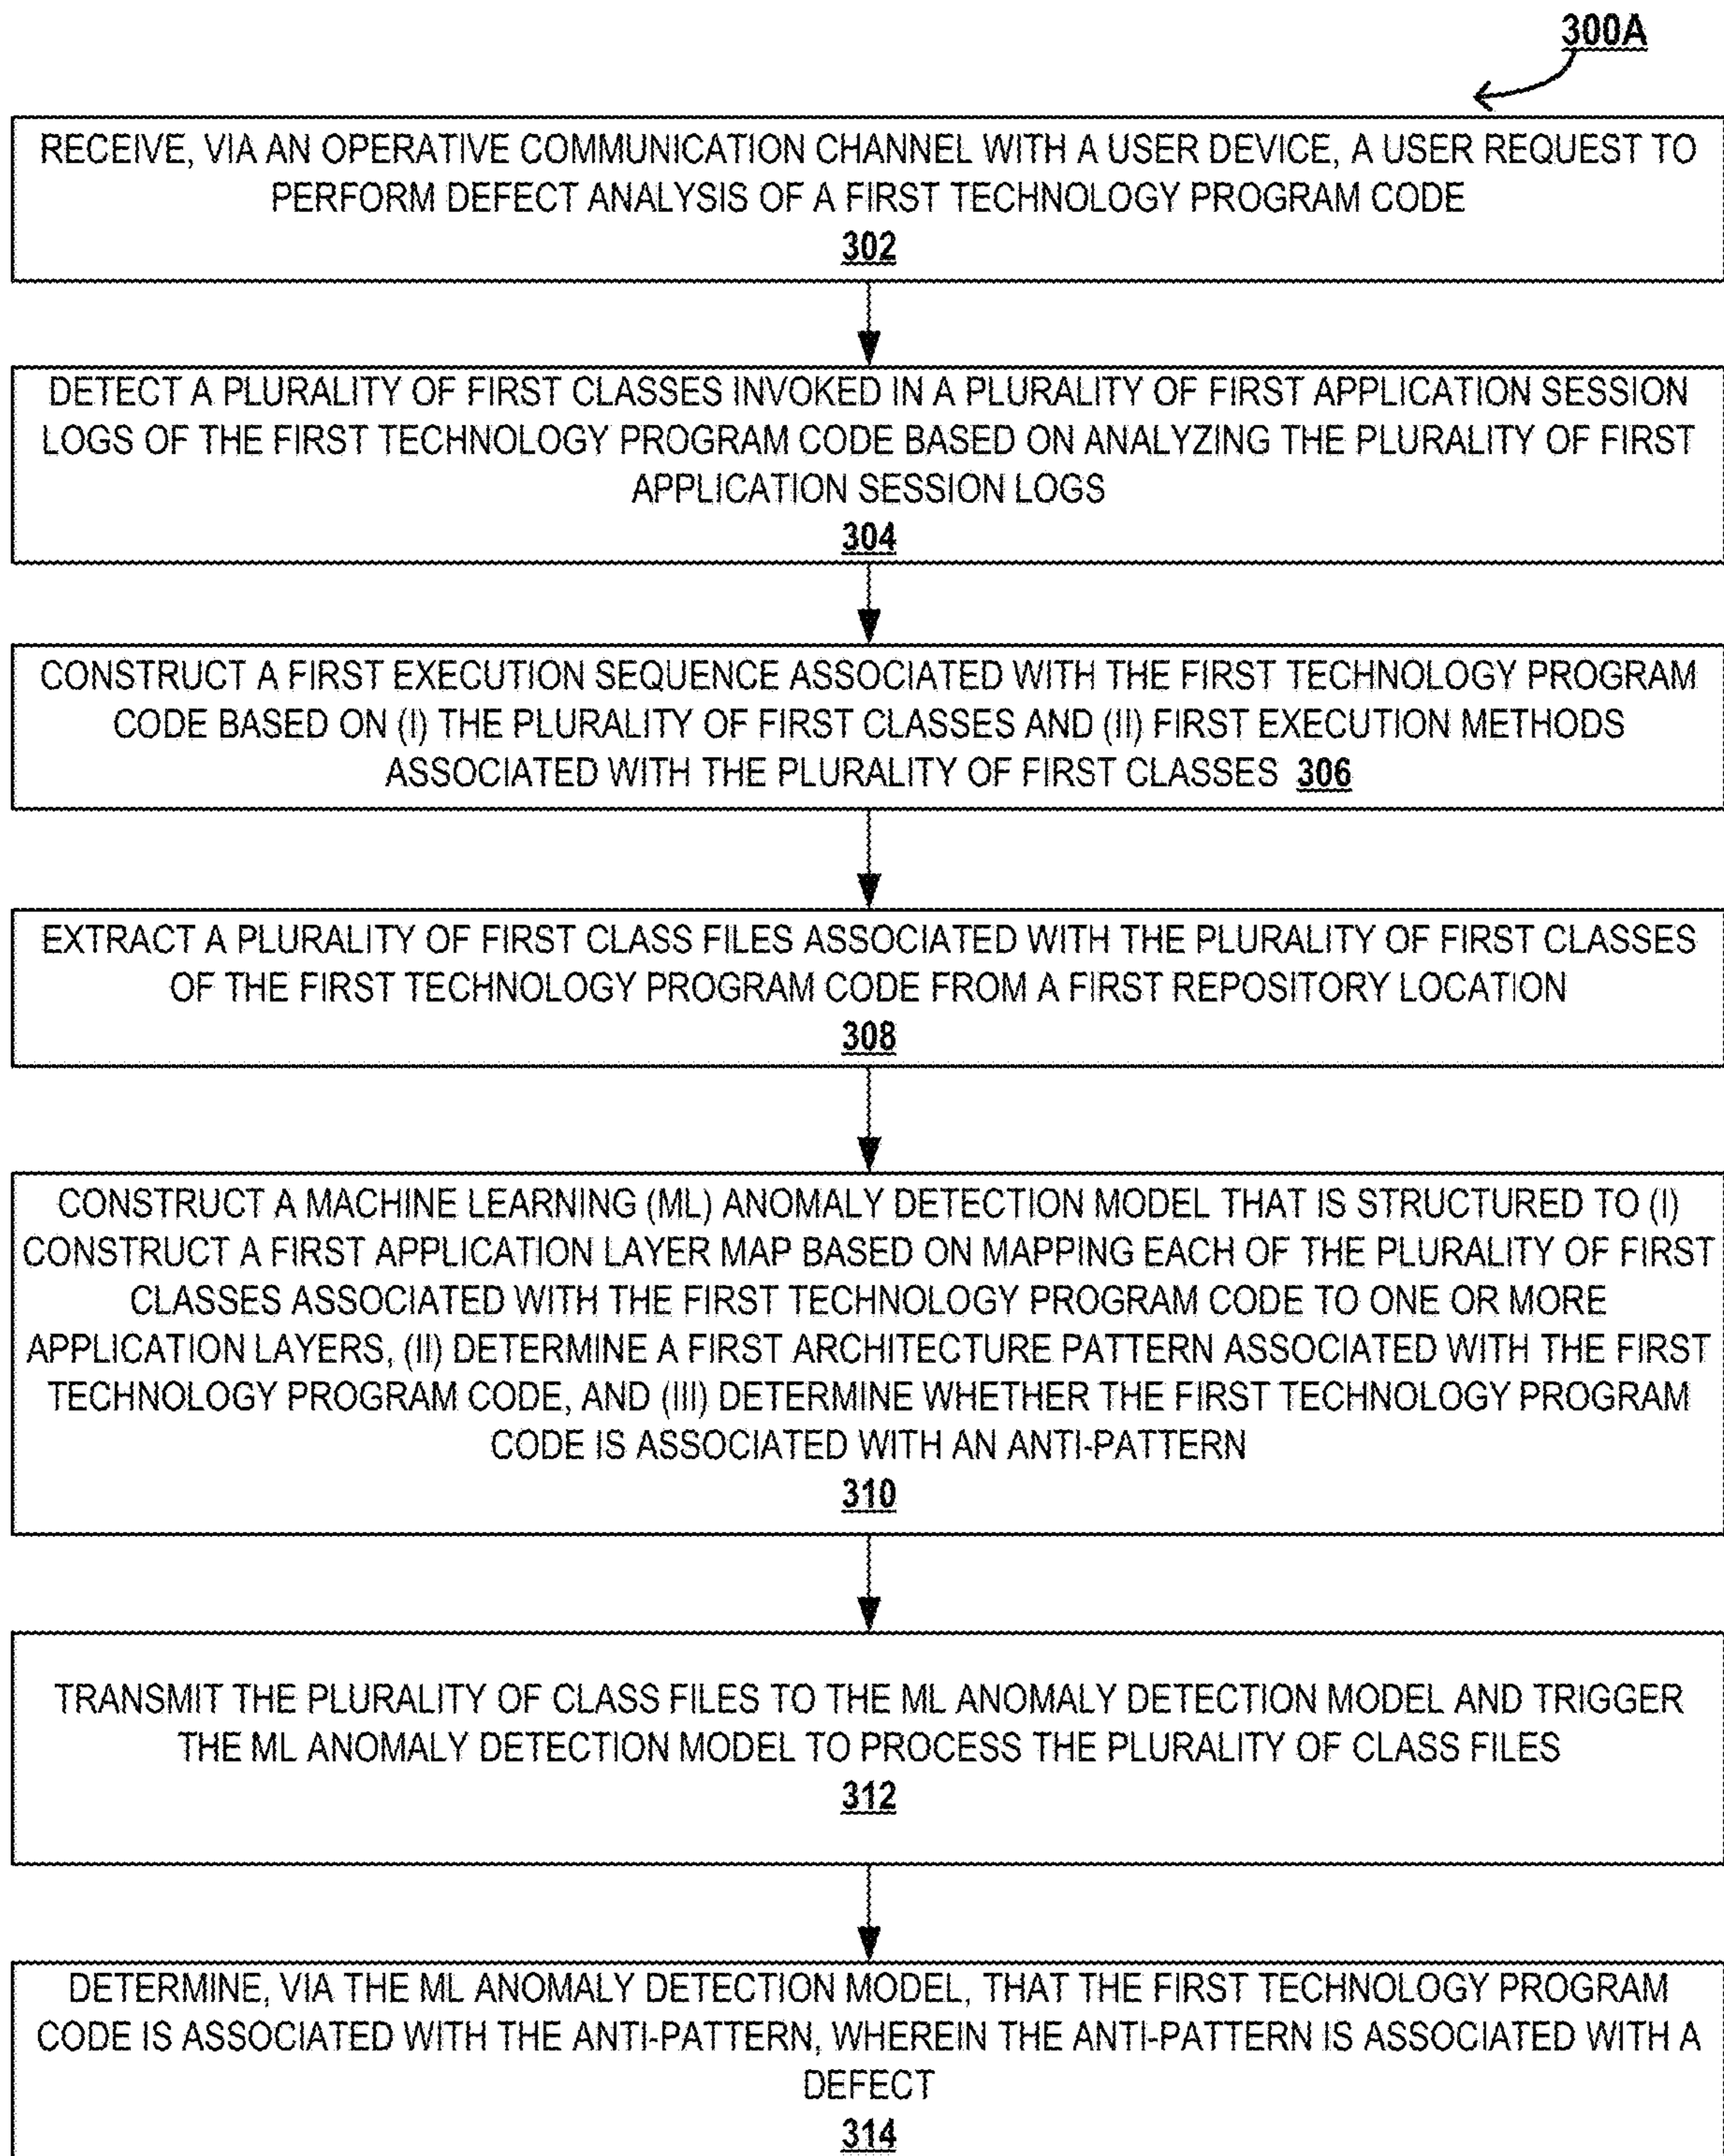 300A
RECEIVE, VIA AN OPERATIVE COMMUNICATION CHANNEL WITH A USER DEVICE, A USER REQUEST TO
PERFORM DEFECT ANALYSIS OF A FIRST TECHNOLOGY PROGRAM CODE
302
DETECT A PLURALITY OF FIRST CLASSES INVOKED IN A PLURALITY OF FIRST APPLICATION SESSION
LOGS OF THE FIRST TECHNOLOGY PROGRAM CODE BASED ON ANALYZING THE PLURALITY OF FIRST
APPLICATION SESSION LOGS
304
CONSTRUCT A FIRST EXECUTION SEQUENCE ASSOCIATED WITH THE FIRST TECHNOLOGY PROGRAM
CODE BASED ON (I) THE PLURALITY OF FIRST CLASSES AND (II) FIRST EXECUTION METHODS
ASSOCIATED WITH THE PLURALITY OF FIRST CLASSES 306
EXTRACT A PLURALITY OF FIRST CLASS FILES ASSOCIATED WITH THE PLURALITY OF FIRST CLASSES
OF THE FIRST TECHNOLOGY PROGRAM CODE FROM A FIRST REPOSITORY LOCATION
308
CONSTRUCT A MACHINE LEARNING (ML) ANOMALY DETECTION MODEL THAT IS STRUCTURED TO (I)
CONSTRUCT A FIRST APPLICATION LAYER MAP BASED ON MAPPING EACH OF THE PLURALITY OF FIRST
CLASSES ASSOCIATED WITH THE FIRST TECHNOLOGY PROGRAM CODE TO ONE OR MORE
APPLICATION LAYERS, (II) DETERMINE A FIRST ARCHITECTURE PATTERN ASSOCIATED WITH THE FIRST
TECHNOLOGY PROGRAM CODE, AND (III) DETERMINE WHETHER THE FIRST TECHNOLOGY PROGRAM
CODE IS ASSOCIATED WITH AN ANTI-PATTERN
310
TRANSMIT THE PLURALITY OF CLASS FILES TO THE ML ANOMALY DETECTION MODEL AND TRIGGER
THE ML ANOMALY DETECTION MODEL TO PROCESS THE PLURALITY OF CLASS FILES
312
DETERMINE, VIA THE ML ANOMALY DETECTION MODEL, THAT THE FIRST TECHNOLOGY PROGRAM
CODE IS ASSOCIATED WITH THE ANTI-PATTERN, WHEREIN THE ANTI-PATTERN IS ASSOCIATED WITH A
DEFECT
314